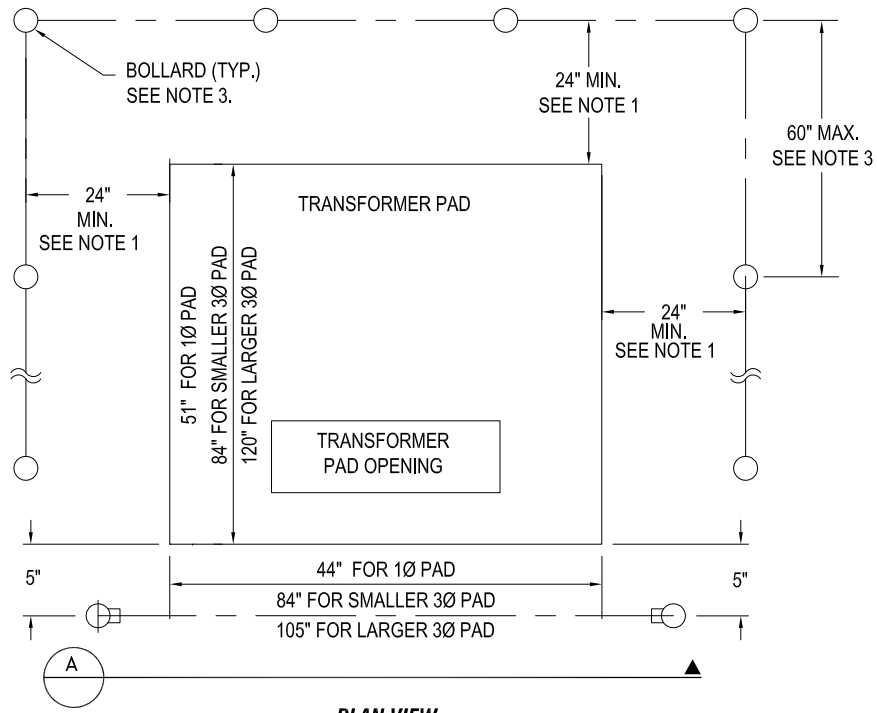 BOLLARD (TYP.)
SEE NOTE 3.
24" MIN.
SEE NOTE 1
60" MAX.
SEE NOTE 3
24"
MIN.
SEE NOTE 1
TRANSFORMER PAD
51" FOR 1Ø PAD
84" FOR SMALLER 3Ø PAD
120" FOR LARGER 3Ø PAD
24"
MIN.
SEE NOTE 1
TRANSFORMER
PAD OPENING
5"
44" FOR 1Ø PAD
84" FOR SMALLER 3Ø PAD
105" FOR LARGER 3Ø PAD
5"
A
PLAN VIEW